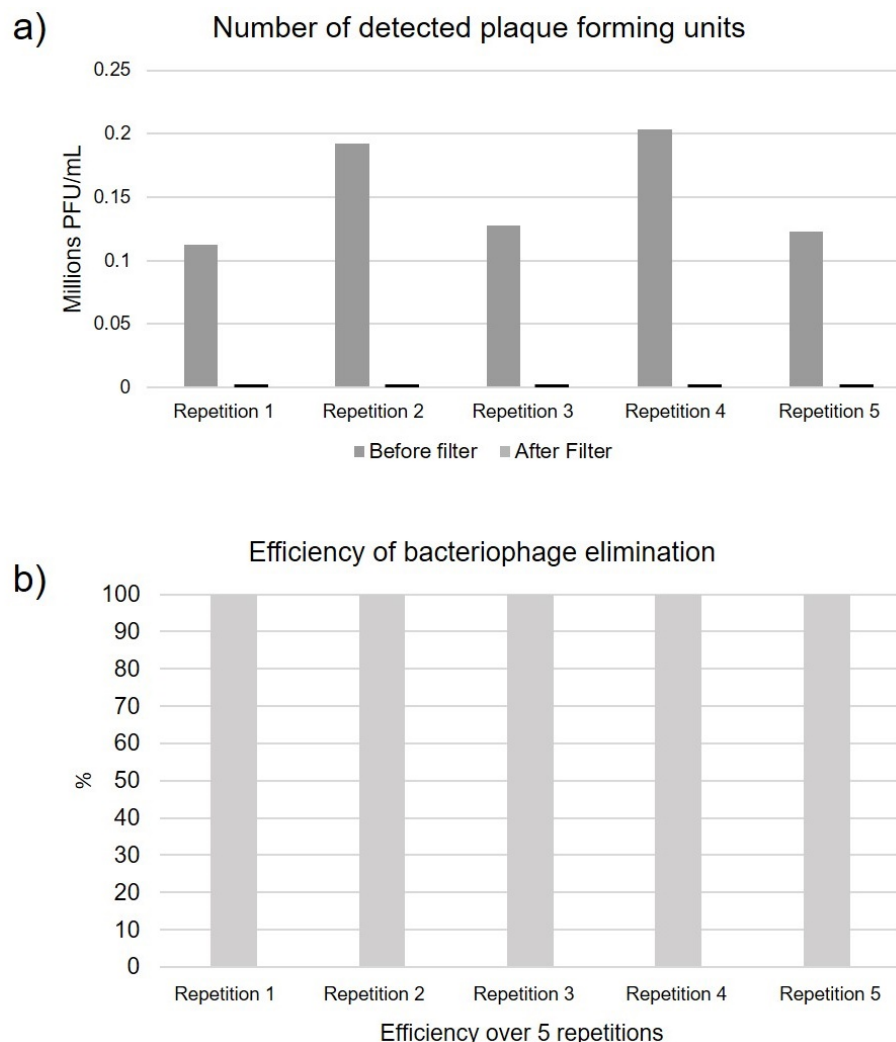 a)
Number of detected plaque forming units
Millions PFU/mL
0.25
0.2
0.15
0.1
0.05
0
Repetition 1 Repetition 2 Repetition 3 Repetition 4 Repetition 5
Before filter After Filter
b)
Efficiency of bacteriophage elimination
%
100
90
80
70
60
50
40
30
20
10
0
Repetition 1 Repetition 2 Repetition 3 Repetition 4 Repetition 5
Efficiency over 5 repetitions